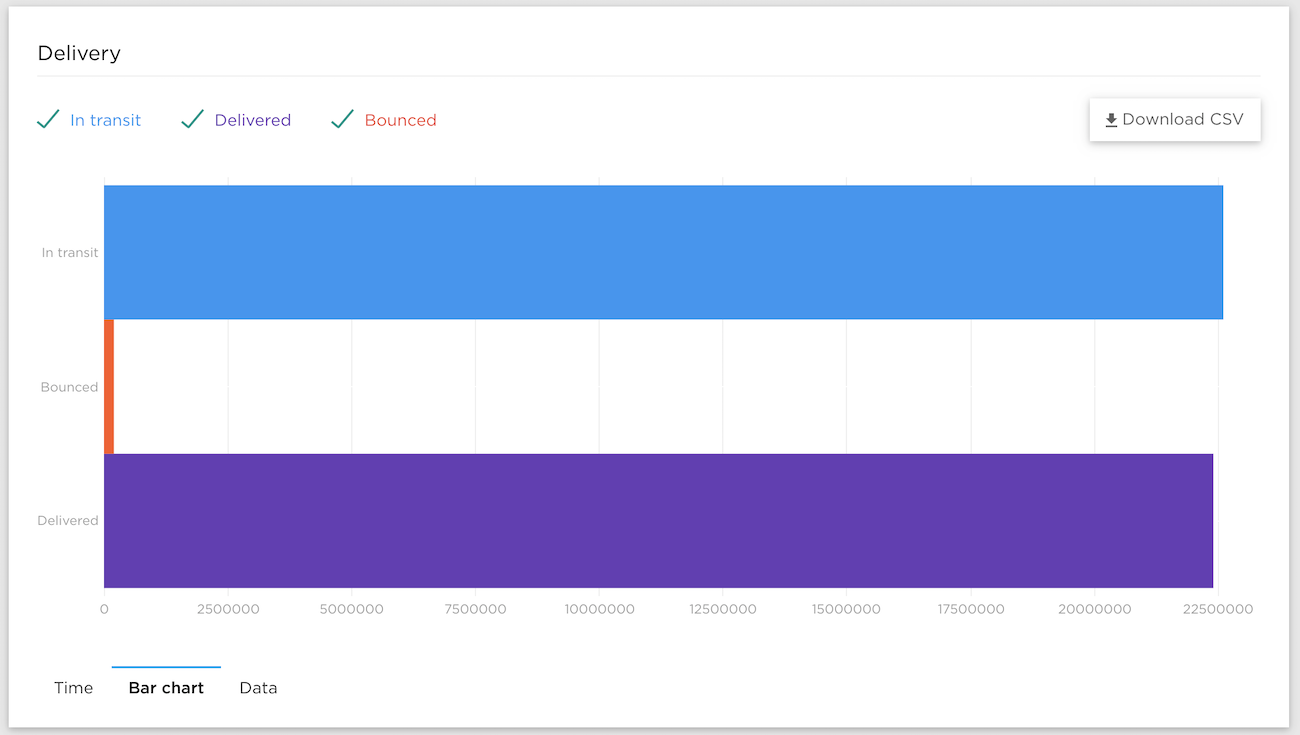 Delivery
In transit
Delivered
Bounced
Download CSV
In transit
Bounced
Delivered
0 2500000 5000000 7500000 10000000 12500000 15000000 17500000 20000000 22500000
Time Bar chart Data